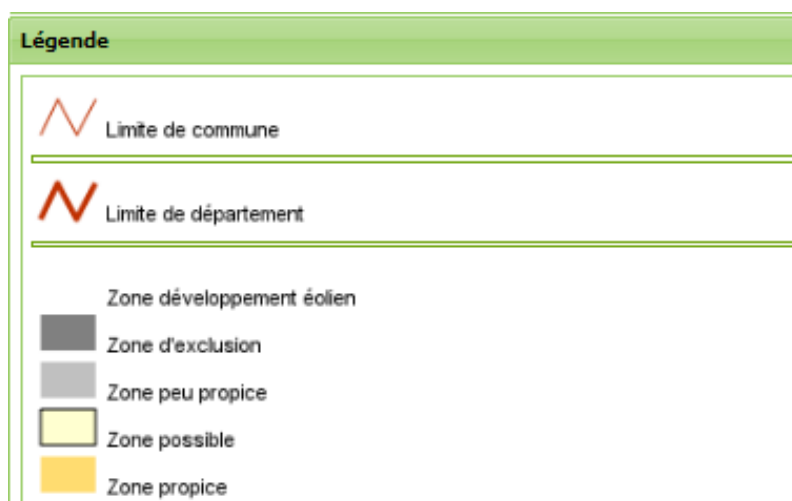 Légende
Limite de commune
Limite de département
Zone développement éolien
Zone d'exclusion
Zone peu propice
Zone possible
Zone propice